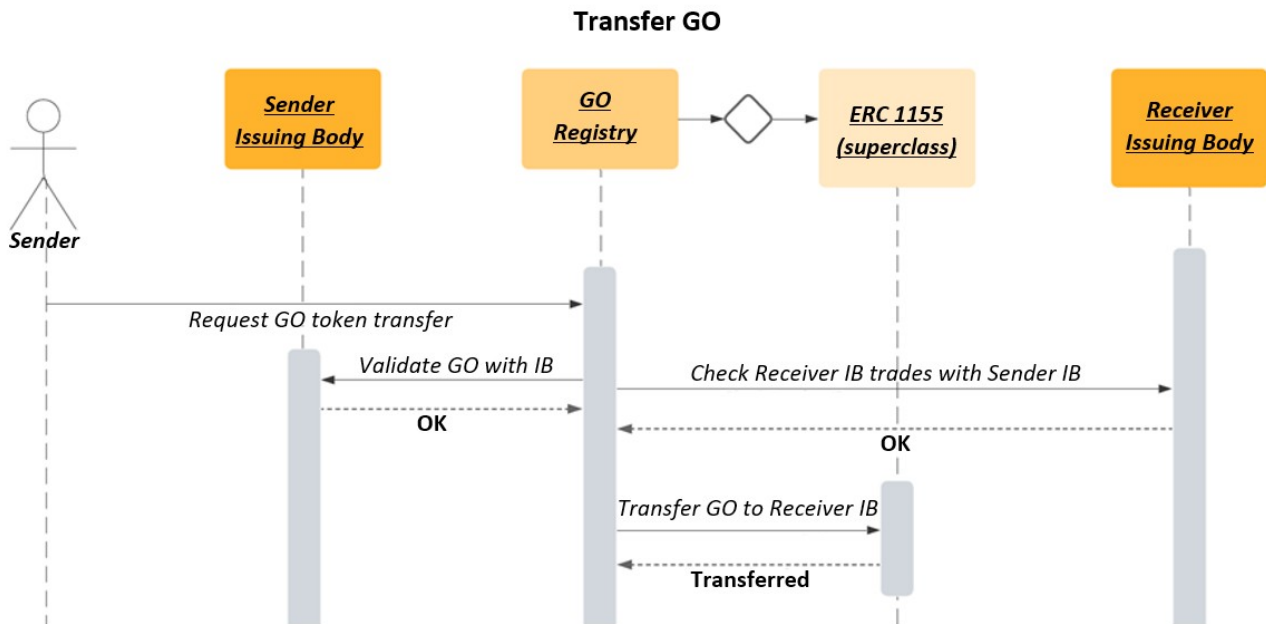 Transfer GO
Sender
Issuing Body
GO
Registry
ERC 1155
(superclass)
Receiver
Issuing Body
Sender
Request GO token transfer
Validate GO with IB
Check Receiver IB trades with Sender IB
OK
OK
Transfer GO to Receiver IB
Transferred